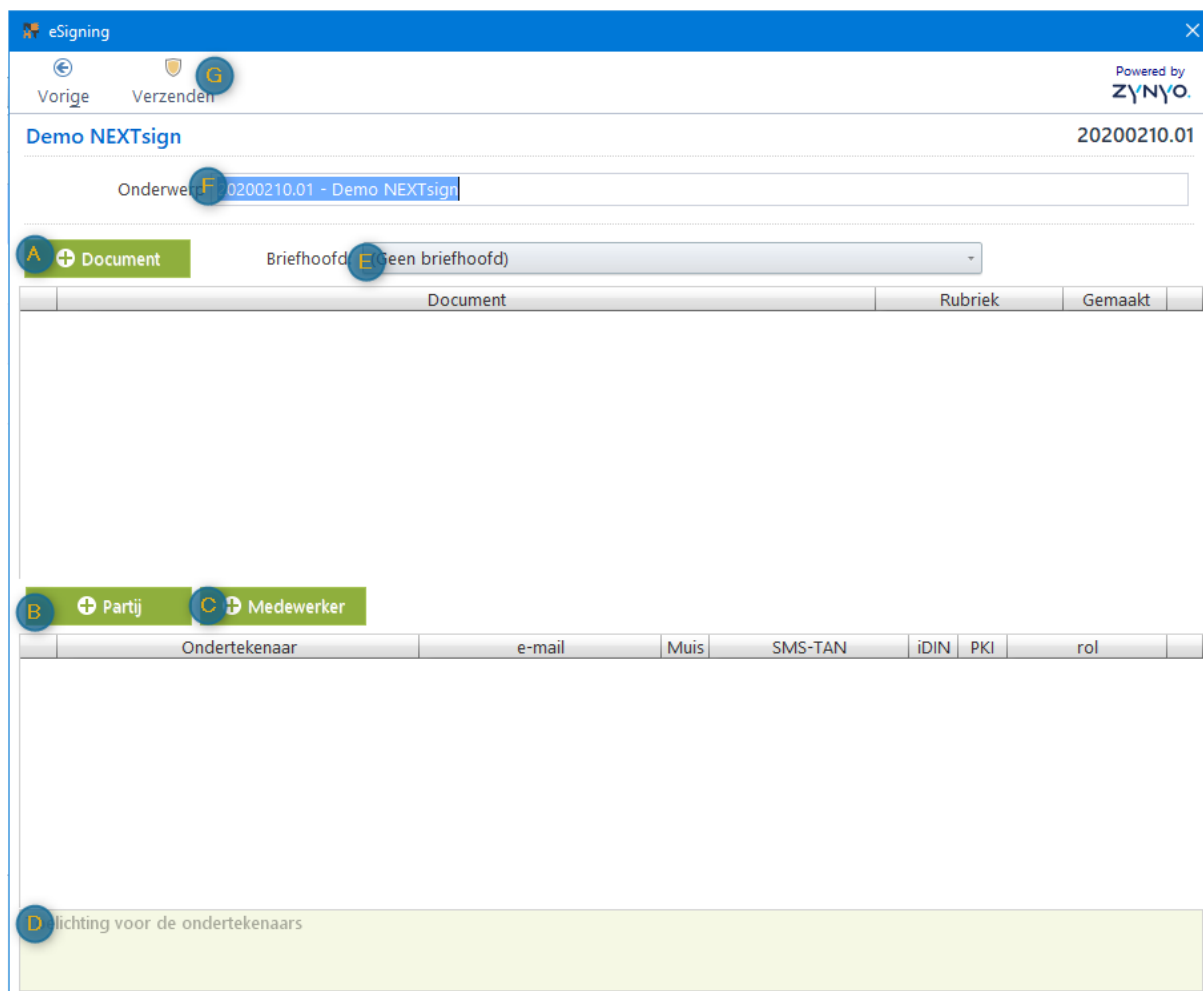 eSigning
Vorige Verzenden G
Powered by
ZYNYO.
Demo NEXTsign 20200210.01
Onderwerp F 20200210.01 - Demo NEXTsign
A Document Briefhoofd E (Geen briefhoofd)
Document Rubriek Gemaakt
B Partij C Medewerker
Ondertekenaar e-mail Muis SMS-TAN iDIN PKI rol
D elichting voor de ondertekenaars